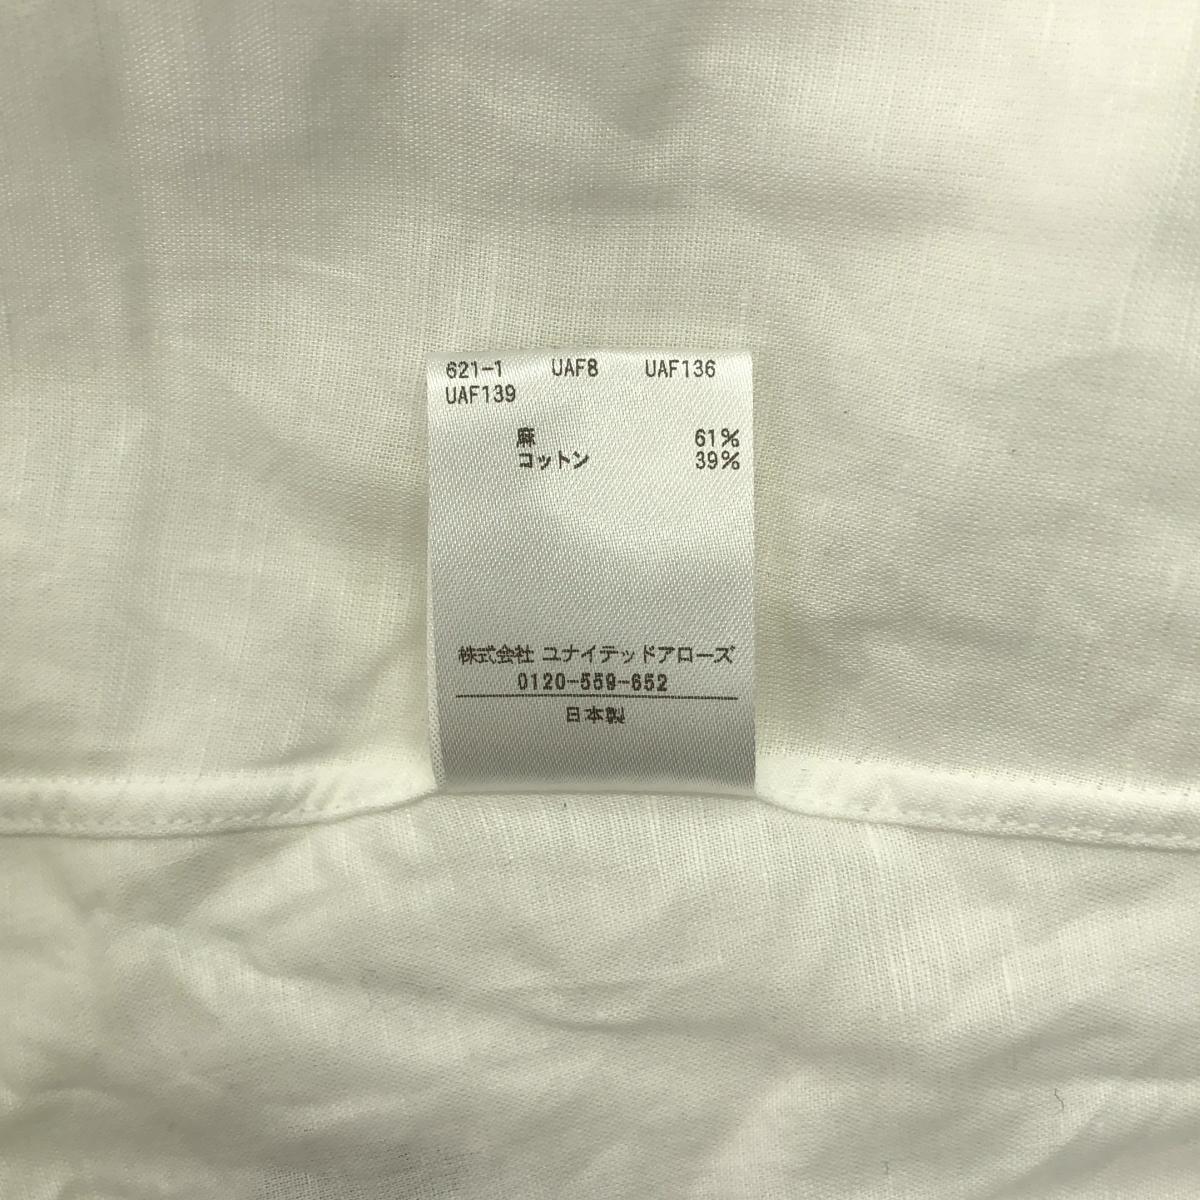 621-1 UAF8 UAF136
UAF139
麻 61%
コットン 39%
株式会社 ユナイテッドアローズ
0120-559-652
日本製